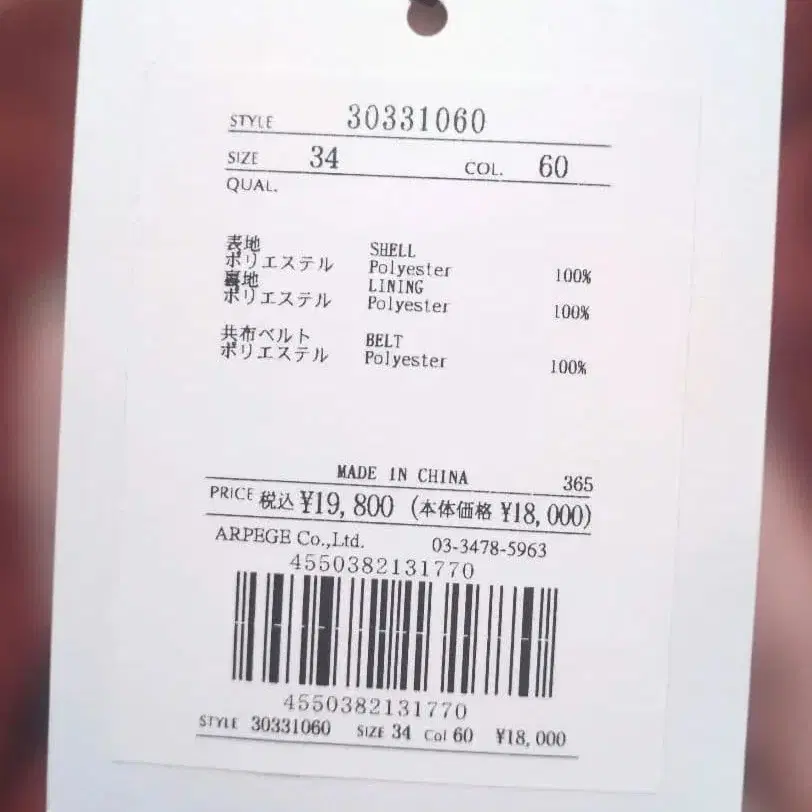 STYLE 30331060
SIZE 34 COL. 60
QUAL.
表地 SHELL
ポリエステル Polyester 100%
裏地 LINING
ポリエステル Polyester 100%
共布ベルト BELT
ポリエステル Polyester 100%
MADE IN CHINA 365
PRICE 税込 ¥19,800 (本体価格 ¥18,000)
ARPEGE Co.,Ltd. 03-3478-5963
4550382131770
4550382131770
STYLE 30331060 SIZE 34 Col 60 ¥18,000